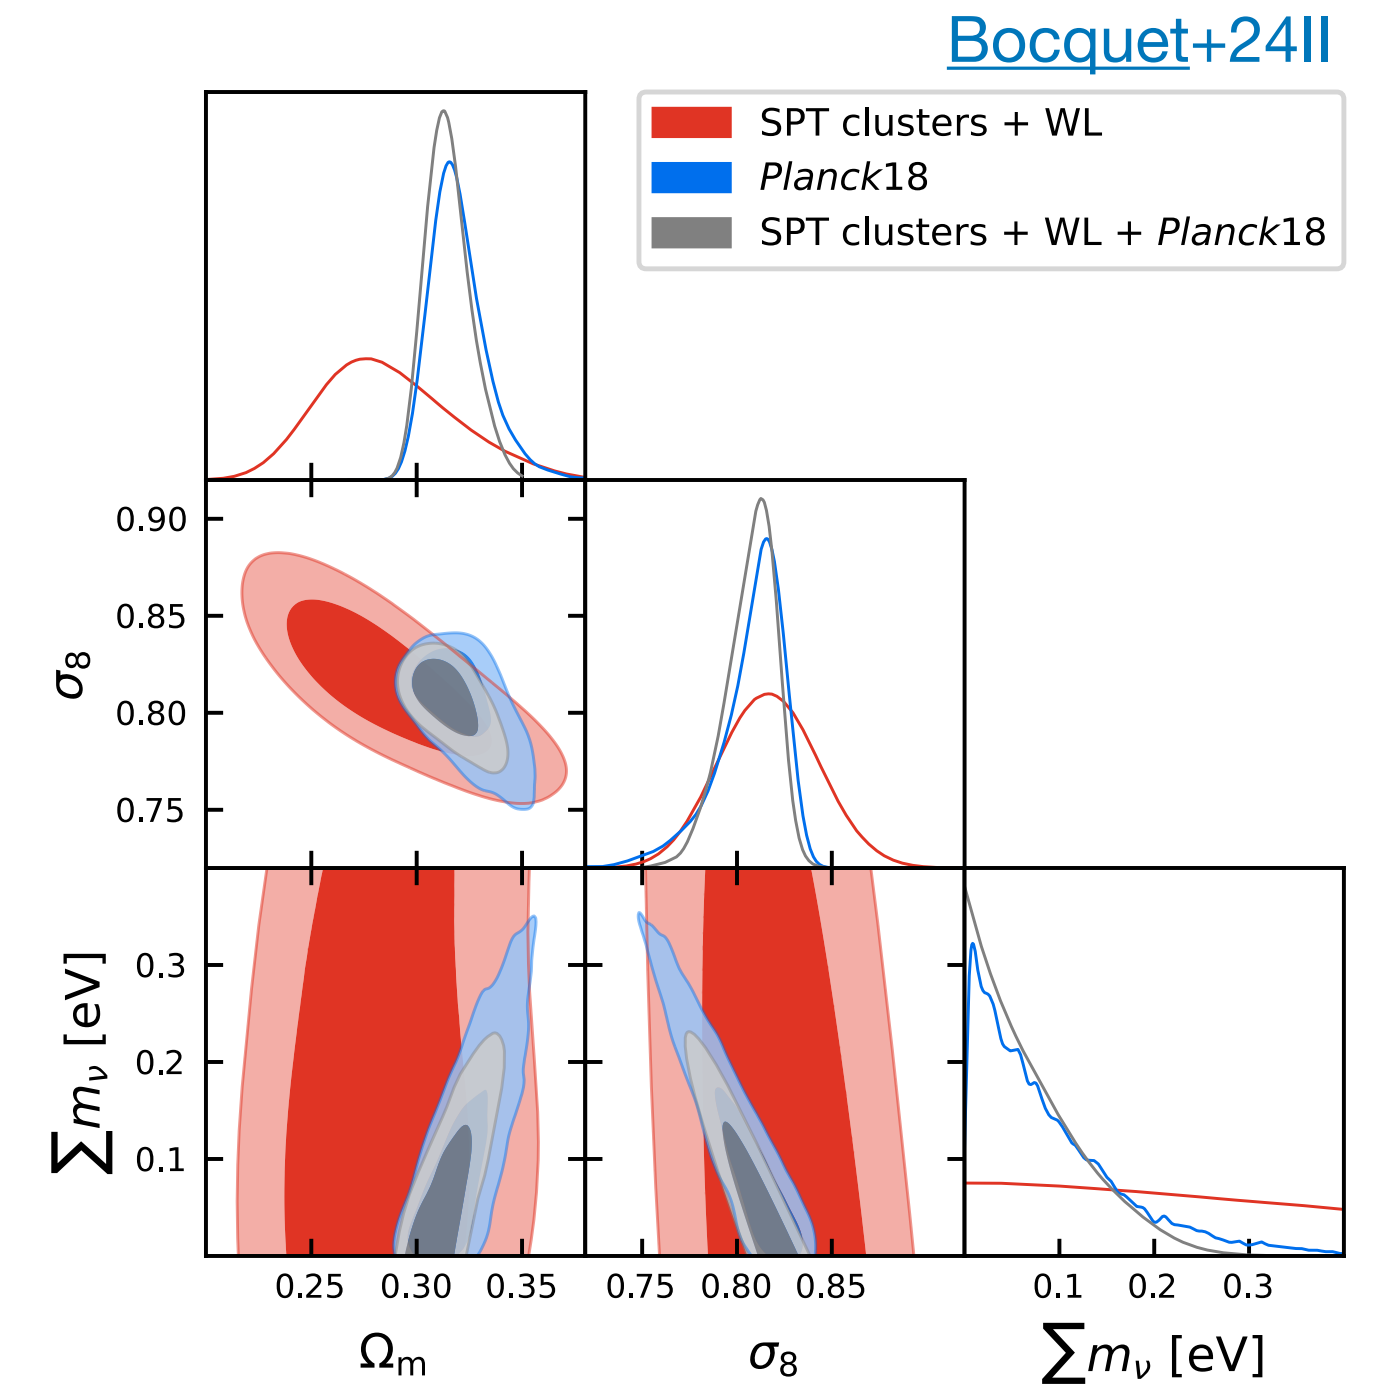 Bocquet+24II
SPT clusters + WL
Planck18
SPT clusters + WL + Planck18
0.90
0.85
0.80
0.75
σ8
0.3
0.2
0.1
∑mν [eV]
0.25 0.30 0.35
0.75 0.80 0.85
0.1 0.2 0.3
Ωm
σ8
∑mν [eV]